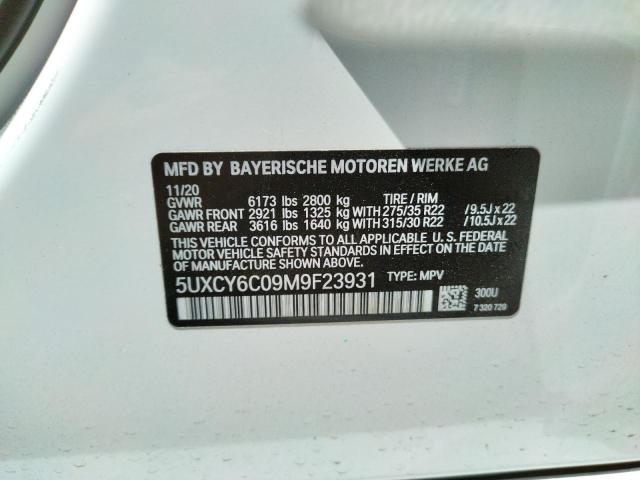 MFD BY BAYERISCHE MOTOREN WERKE AG
11/20
GVWR 6173 lbs 2800 kg TIRE / RIM
GAWR FRONT 2921 lbs 1325 kg WITH 275/35 R22 /9.5J x 22
GAWR REAR 3616 lbs 1640 kg WITH 315/30 R22 /10.5J x 22
THIS VEHICLE CONFORMS TO ALL APPLICABLE U.S. FEDERAL
MOTOR VEHICLE SAFETY STANDARDS IN EFFECT ON THE
DATE OF MANUFACTURE SHOWN ABOVE.
5UXCY6C09M9F23931 TYPE: MPV
300U
7 320 729